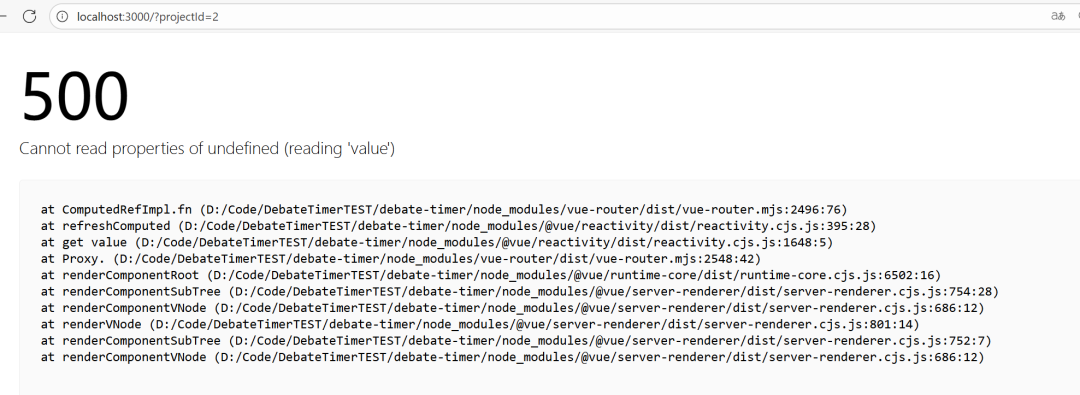 localhost:3000/?projectId=2
500
Cannot read properties of undefined (reading 'value')
at ComputedRefImpl.fn (D:/Code/DebateTimerTEST/debate-timer/node_modules/vue-router/dist/vue-router.mjs:2496:76)
at refreshComputed (D:/Code/DebateTimerTEST/debate-timer/node_modules/@vue/reactivity/dist/reactivity.cjs.js:395:28)
at get value (D:/Code/DebateTimerTEST/debate-timer/node_modules/@vue/reactivity/dist/reactivity.cjs.js:1648:5)
at Proxy. (D:/Code/DebateTimerTEST/debate-timer/node_modules/vue-router/dist/vue-router.mjs:2548:42)
at renderComponentRoot (D:/Code/DebateTimerTEST/debate-timer/node_modules/@vue/runtime-core/dist/runtime-core.cjs.js:6502:16)
at renderComponentSubTree (D:/Code/DebateTimerTEST/debate-timer/node_modules/@vue/server-renderer/dist/server-renderer.cjs.js:754:28)
at renderComponentVNode (D:/Code/DebateTimerTEST/debate-timer/node_modules/@vue/server-renderer/dist/server-renderer.cjs.js:686:12)
at renderVNode (D:/Code/DebateTimerTEST/debate-timer/node_modules/@vue/server-renderer/dist/server-renderer.cjs.js:801:14)
at renderComponentSubTree (D:/Code/DebateTimerTEST/debate-timer/node_modules/@vue/server-renderer/dist/server-renderer.cjs.js:752:7)
at renderComponentVNode (D:/Code/DebateTimerTEST/debate-timer/node_modules/@vue/server-renderer/dist/server-renderer.cjs.js:686:12)